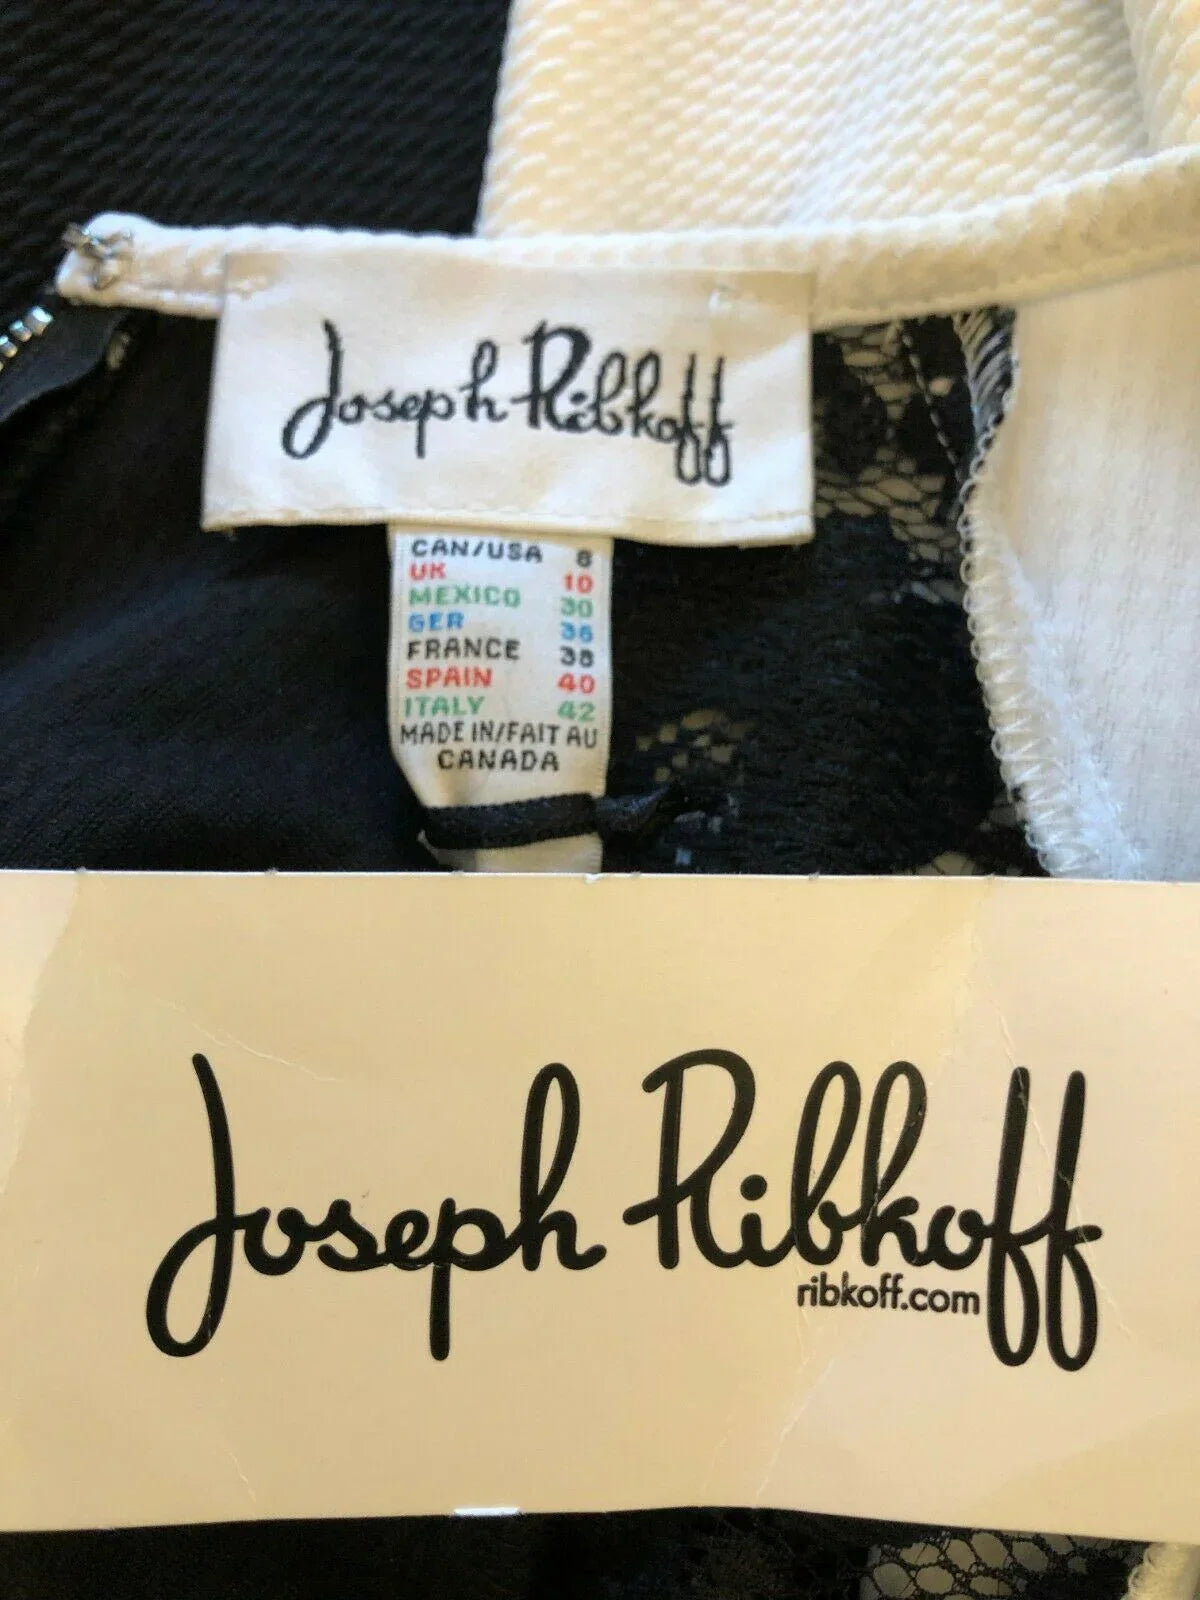 Joseph Ribkoff
CAN/USA 8
UK 10
MEXICO 30
GER 36
FRANCE 38
SPAIN 40
ITALY 42
MADE IN/FAIT AU
CANADA
Joseph Ribkoff
ribkoff.com